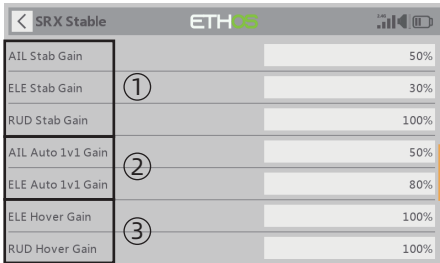 SRX Stable ETHOS
AIL Stab Gain 50%
ELE Stab Gain 30%
RUD Stab Gain 100%
AIL Auto 1v1 Gain 50%
ELE Auto 1v1 Gain 80%
ELE Hover Gain 100%
RUD Hover Gain 100%
①
②
③